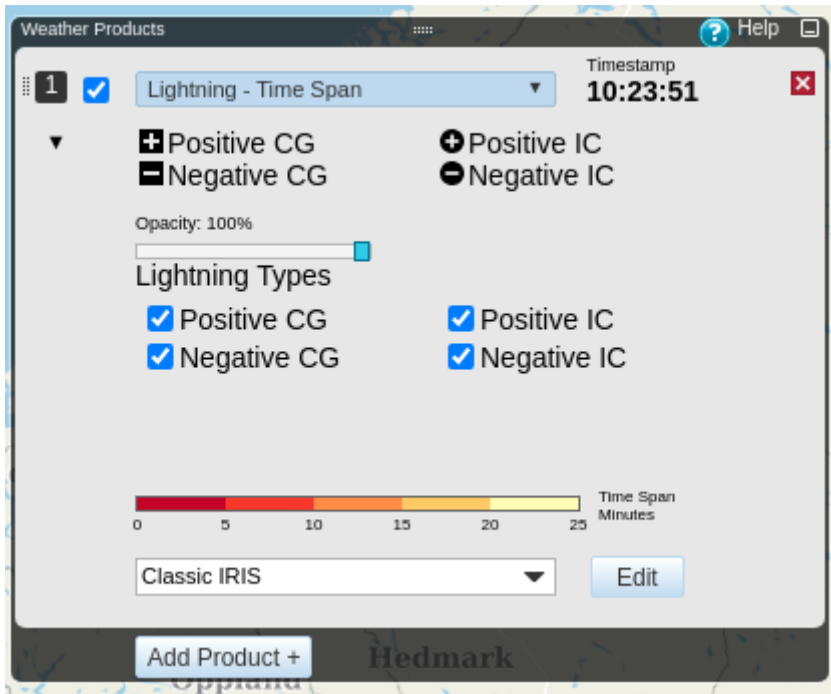 Weather Products
Help
1
Lightning - Time Span
Timestamp
10:23:51
Positive CG
Positive IC
Negative CG
Negative IC
Opacity: 100%
Lightning Types
Positive CG
Positive IC
Negative CG
Negative IC
Time Span
Minutes
0 5 10 15 20 25
Classic IRIS
Edit
Add Product +
Hedmark
Oppland